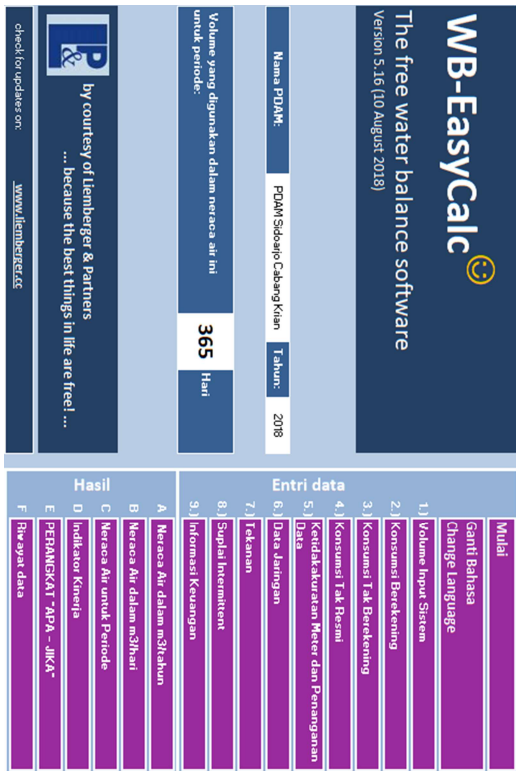 WB-EasyCalc
The free water balance software
Version 5.16 (10 August 2018)
Nama PDAM:
PDAM Sidoarjo Cabang Krian
Tahun:
2018
Volume yang digunakan dalam neraca air ini
untuk periode:
365
Hari
L&P
by courtesy of Liemberger & Partners
... because the best things in life are free! ...
check for updates on:
www.liemberger.cc
Mulai
Ganti Bahasa
Change Language
Entri data
1.) Volume Input Sistem
2.) Konsumsi Berekening
3.) Konsumsi Tak Berekening
4.) Konsumsi Tak Resmi
5.) Ketidakakuratan Meter dan Penanganan
Data
6.) Data Jaringan
7.) Tekanan
8.) Suplai Intermittent
9.) Informasi Keuangan
Hasil
A Neraca Air dalam m3/tahun
B Neraca Air dalam m3/hari
C Neraca Air untuk Periode
D Indikator Kinerja
E PERANGKAT "APA - JIKA"
F Riwayat data